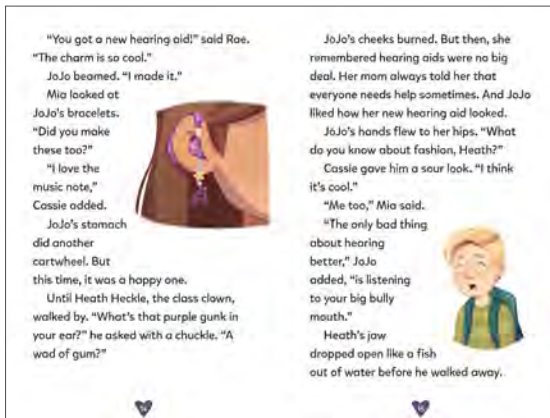 “You got a new hearing aid!” said Rae.
“The charm is so cool.”
JoJo beamed. “I made it.”
Mia looked at
JoJo’s bracelets.
“Did you make
these too?”
“I love the
music note,”
Cassie added.
JoJo’s stomach
did another
cartwheel. But
this time, it was a happy one.
Until Heath Heckle, the class clown,
walked by. “What’s that purple gunk in
your ear?” he asked with a chuckle. “A
wad of gum?”
JoJo’s cheeks burned. But then, she
remembered hearing aids were no big
deal. Her mom always told her that
everyone needs help sometimes. And JoJo
liked how her new hearing aid looked.
JoJo’s hands flew to her hips. “What
do you know about fashion, Heath?”
Cassie gave him a sour look. “I think
it’s cool.”
“Me too,” Mia said.
“The only bad thing
about hearing
better,” JoJo
added, “is listening
to your big bully
mouth.”
Heath’s jaw
dropped open like a fish
out of water before he walked away.